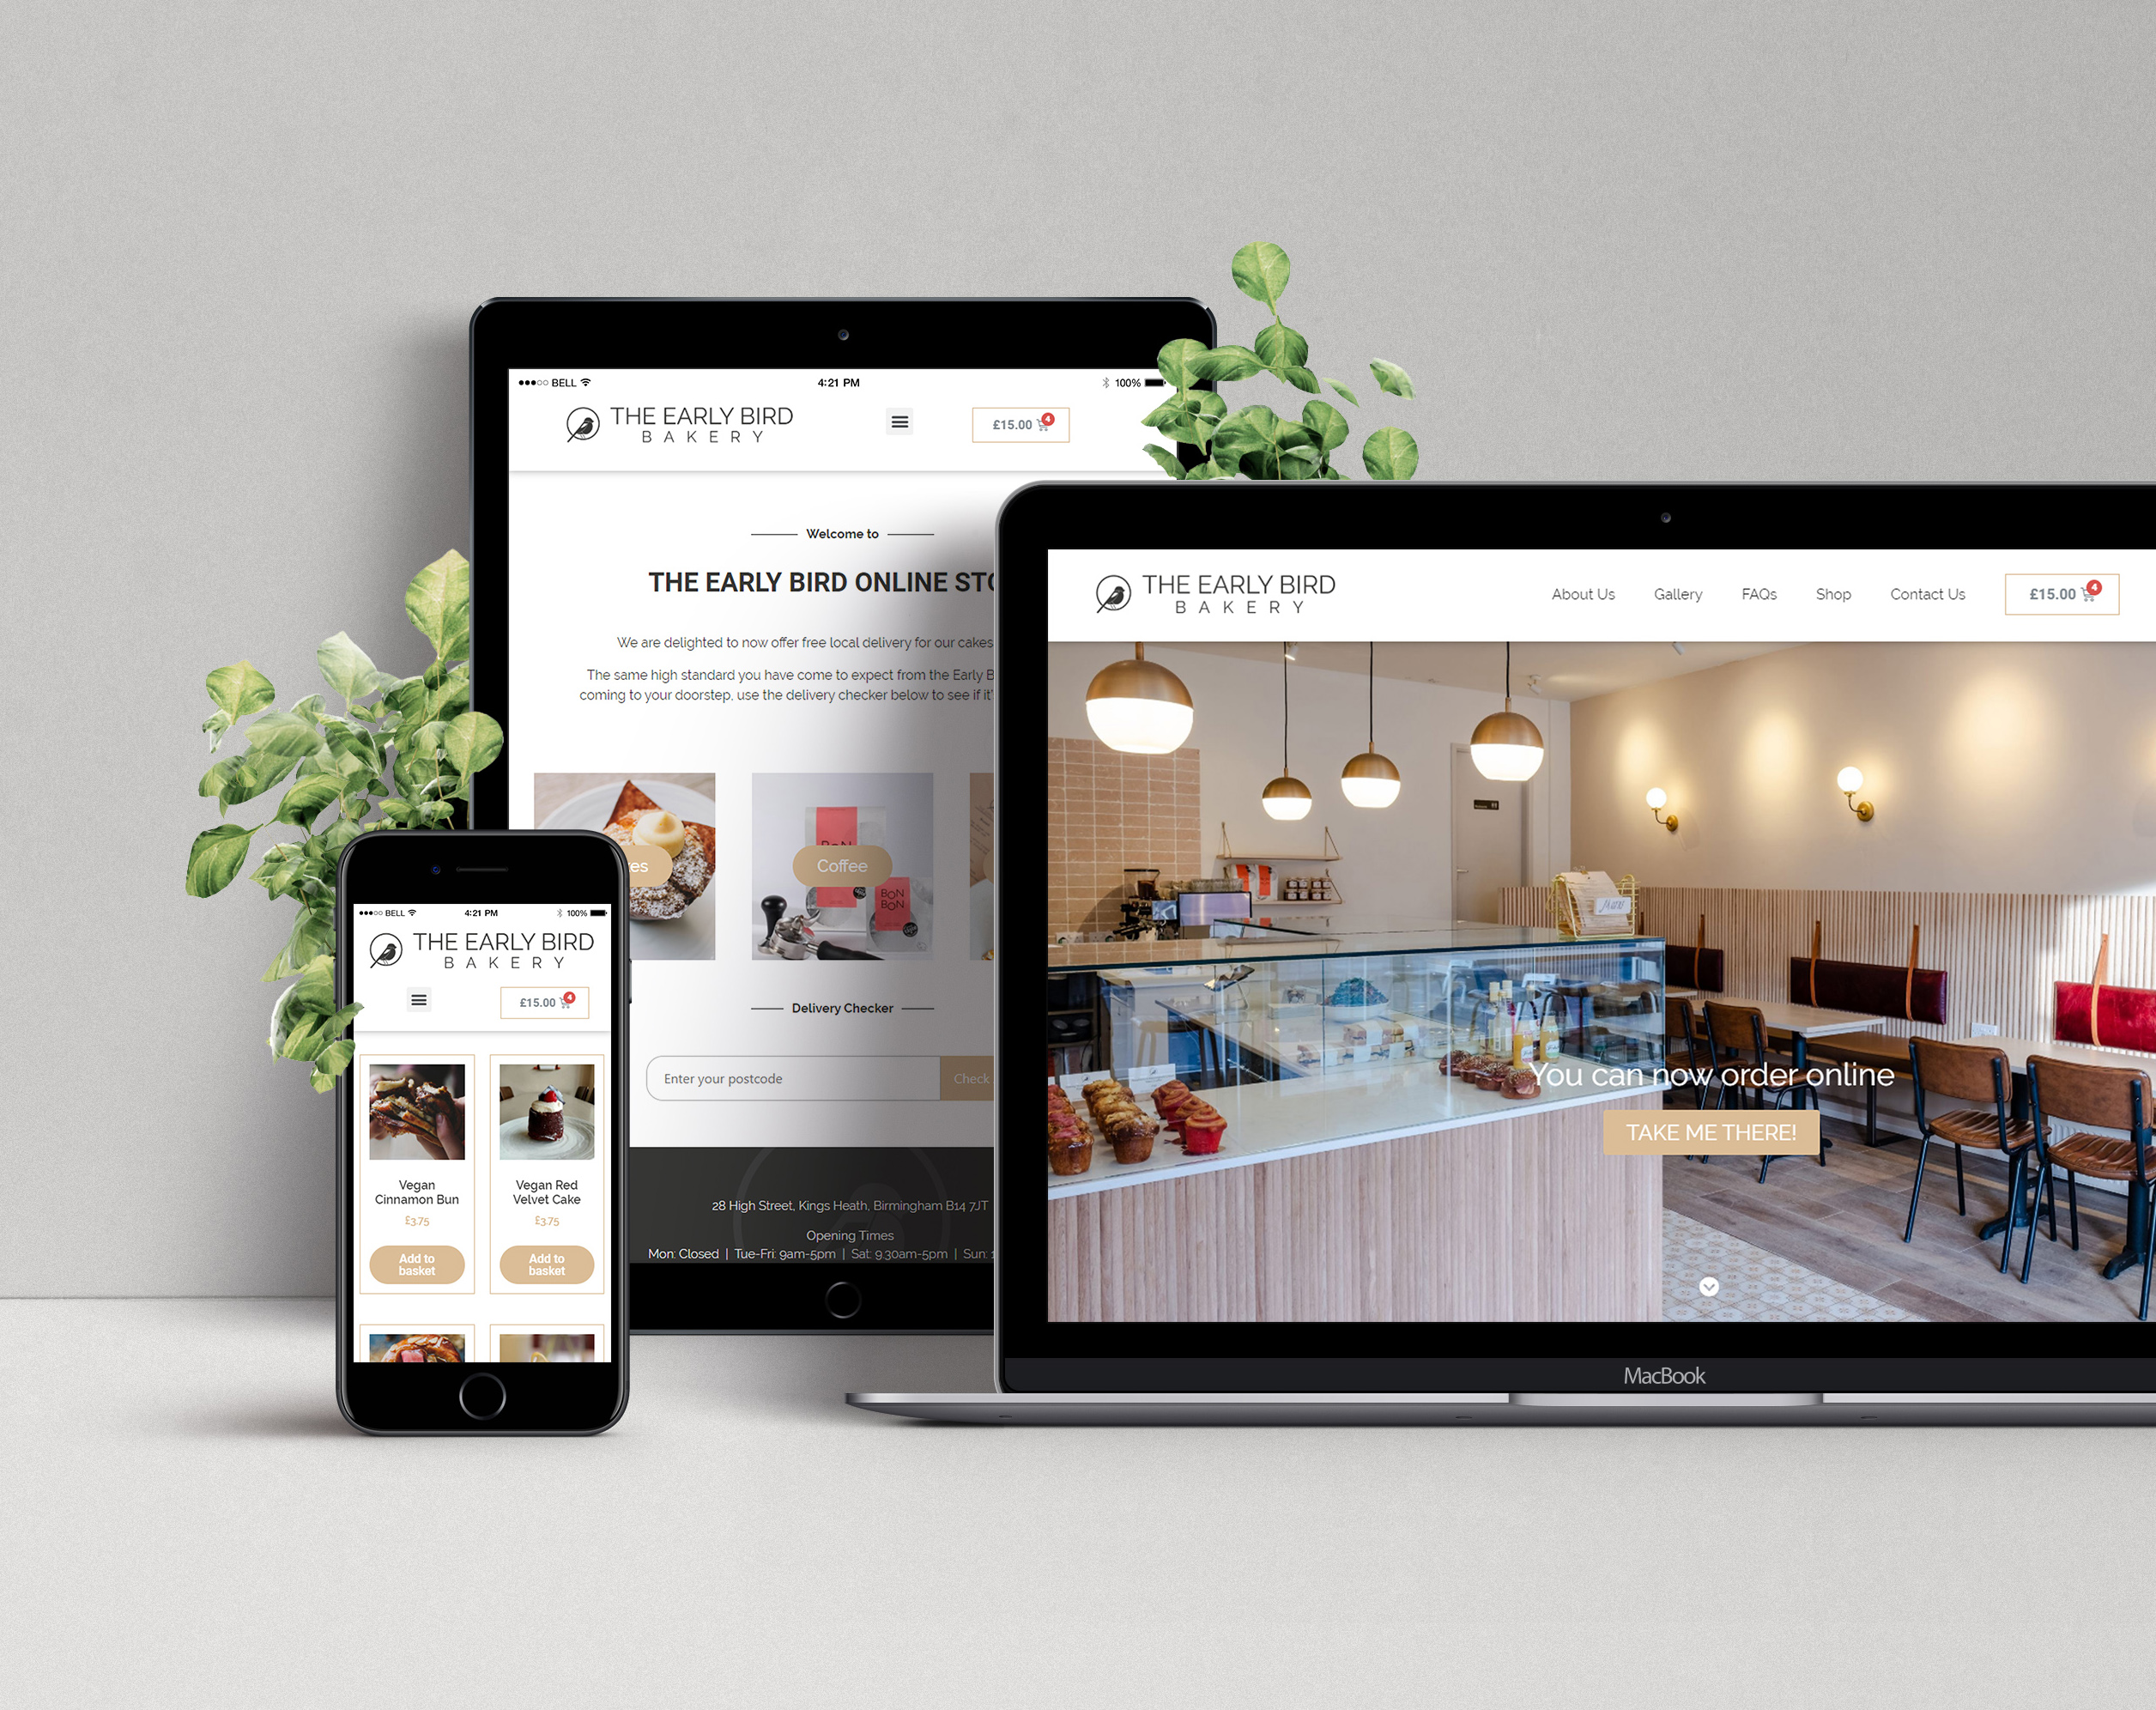 ●●●○○ BELL 4:21 PM 100%
THE EARLY BIRD
BAKERY
£15.00 4
Welcome to
THE EARLY BIRD ONLINE
We are delighted to now offer free local delivery for our cakes
The same high standard you have come to expect from the Early
coming to your doorstep, use the delivery checker below to see if
Coffee
BON
BON
Delivery Checker
Enter your postcode
Check
28 High Street, Kings Heath, Birmingham B14 7JT
Opening Times
Mon: Closed | Tue-Fri: 9am-5pm | Sat: 9.30am-5pm | Sun:
●●●○○ BELL 4:21 PM 100%
THE EARLY BIRD
BAKERY
£15.00 4
Vegan
Cinnamon Bun
£3.75
Add to
basket
Vegan Red
Velvet Cake
£3.75
Add to
basket
THE EARLY BIRD
BAKERY
About Us Gallery FAQs Shop Contact Us £15.00 4
You can now order online
TAKE ME THERE!
MacBook